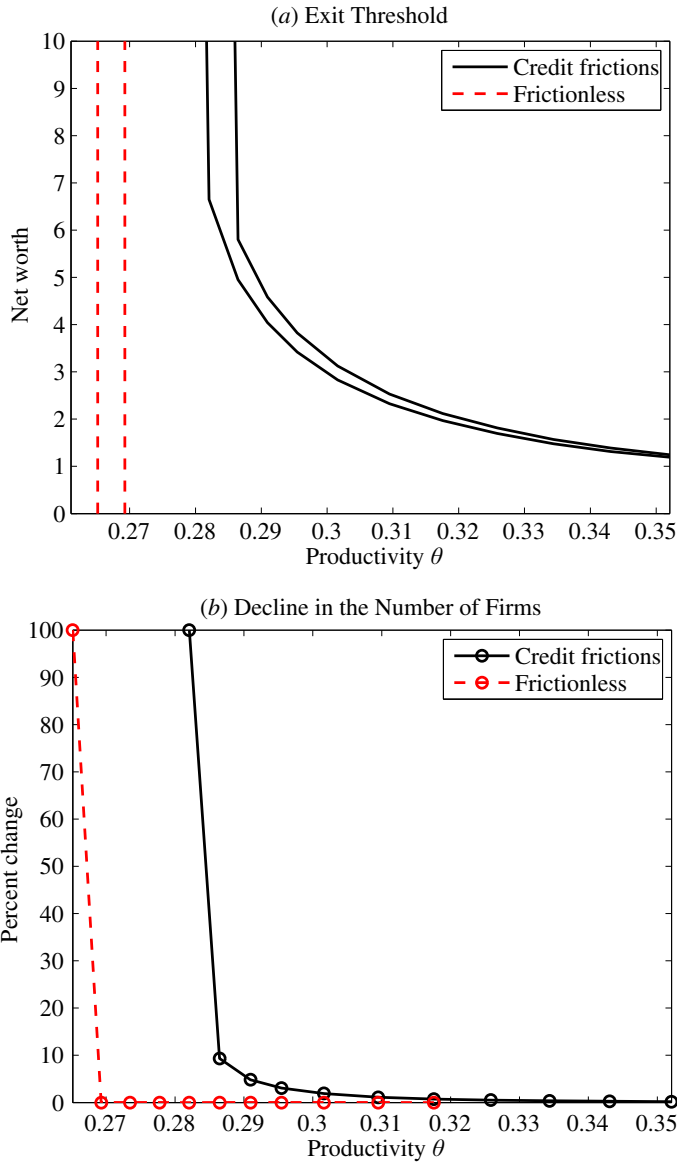 (a) Exit Threshold
10
9
8
7
6
5
4
3
2
1
0
Net worth
Credit frictions
Frictionless
0.27 0.28 0.29 0.3 0.31 0.32 0.33 0.34 0.35
Productivity θ
(b) Decline in the Number of Firms
100
90
80
70
60
50
40
30
20
10
0
Percent change
Credit frictions
Frictionless
0.27 0.28 0.29 0.3 0.31 0.32 0.33 0.34 0.35
Productivity θ